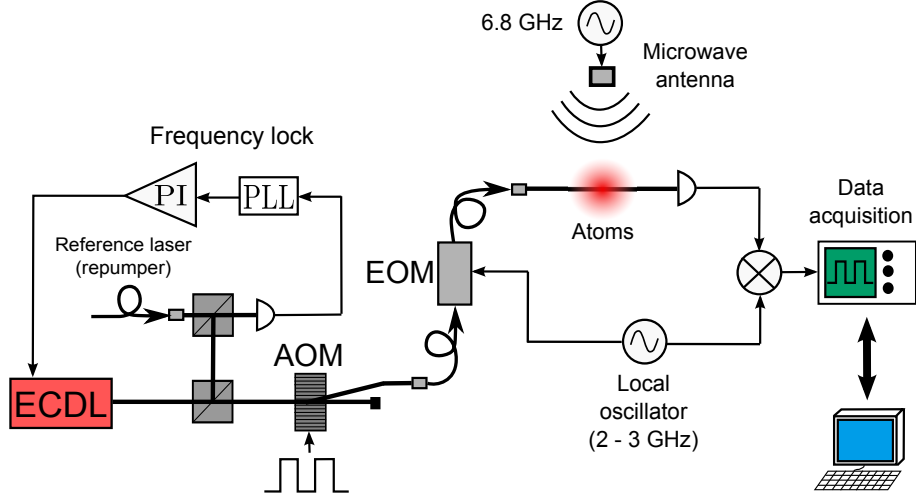 6.8 GHz
Microwave
antenna
Frequency lock
PI
PLL
Reference laser
(repumper)
Atoms
Data
acquisition
EOM
AOM
ECDL
Local
oscillator
(2 - 3 GHz)